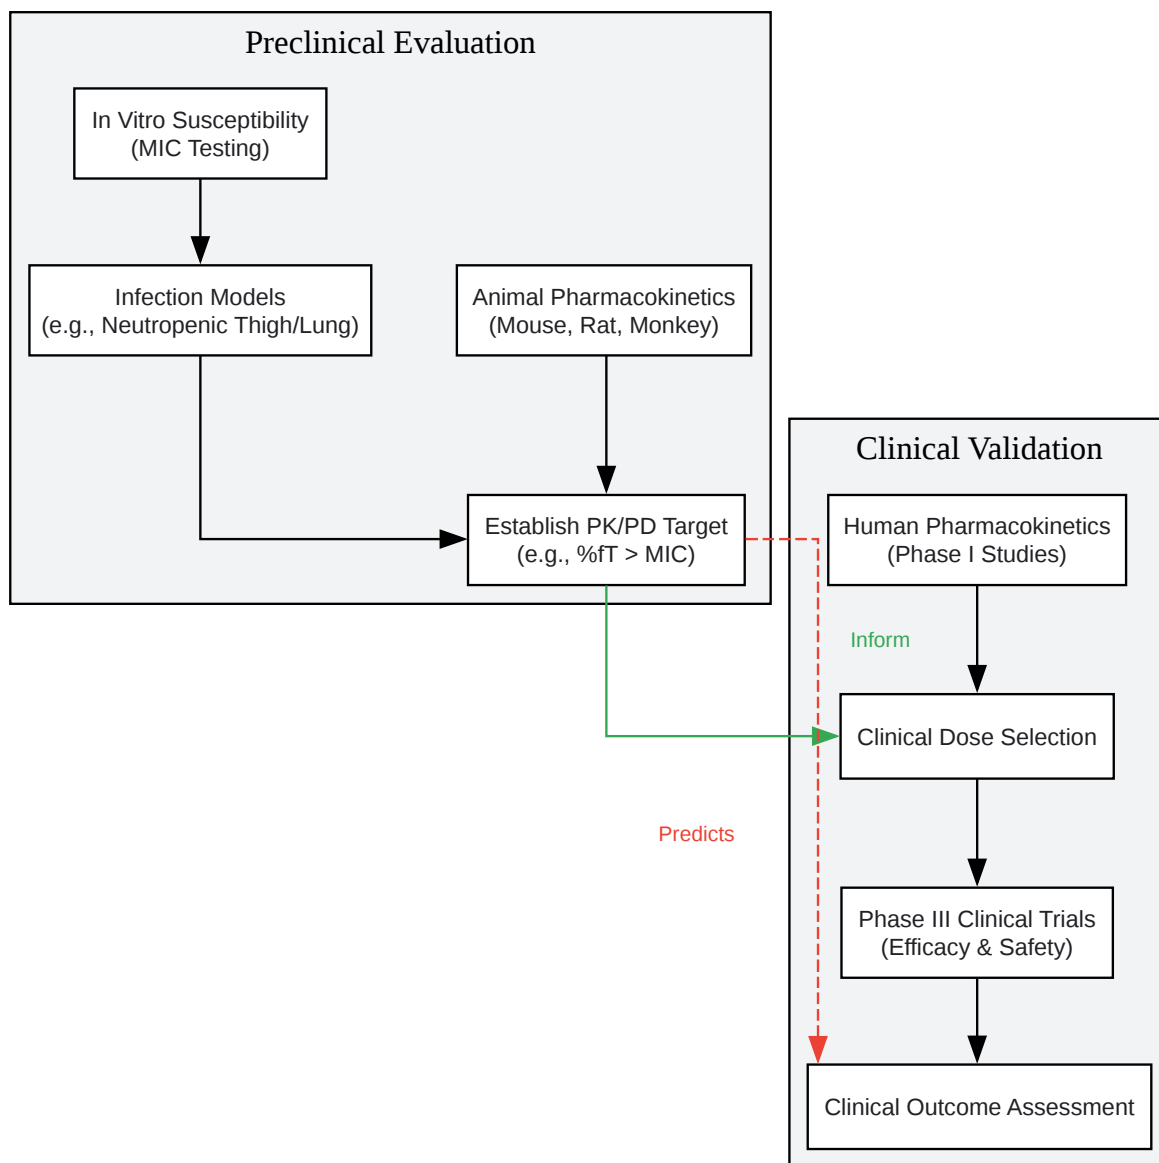 Preclinical Evaluation
In Vitro Susceptibility
(MIC Testing)
Infection Models
(e.g., Neutropenic Thigh/Lung)
Animal Pharmacokinetics
(Mouse, Rat, Monkey)
Establish PK/PD Target
(e.g., %fT > MIC)
Clinical Validation
Human Pharmacokinetics
(Phase I Studies)
Inform
Clinical Dose Selection
Predicts
Phase III Clinical Trials
(Efficacy & Safety)
Clinical Outcome Assessment